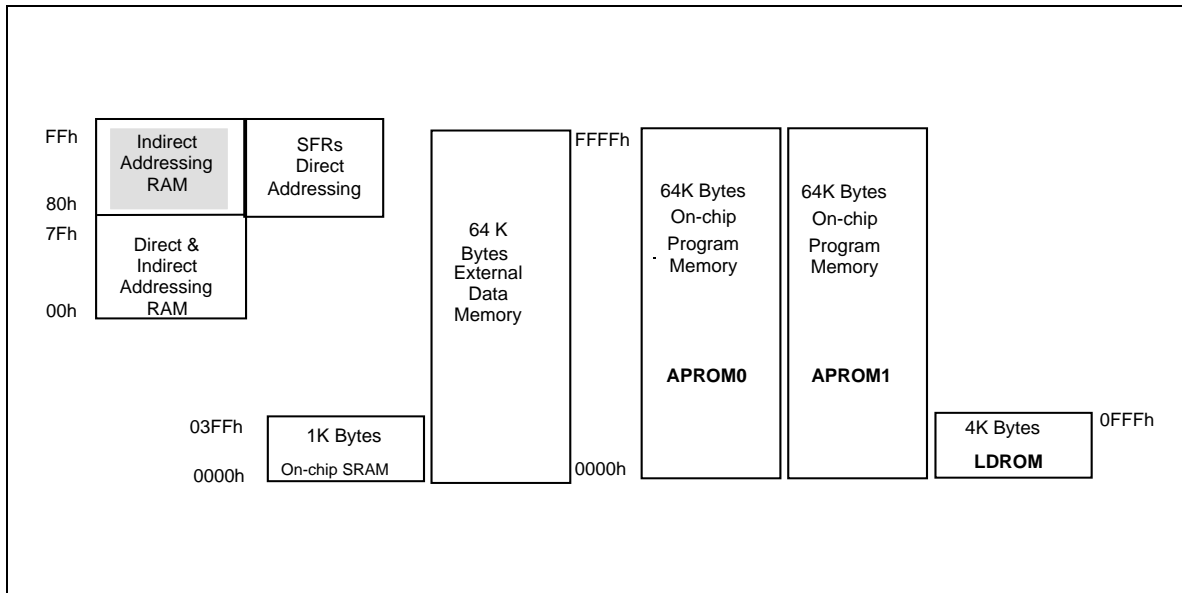 FFh
Indirect
Addressing
RAM
80h
SFRs
Direct
Addressing
7Fh
Direct &
Indirect
Addressing
RAM
00h
03FFh
1K Bytes
On-chip SRAM
0000h
64 K
Bytes
External
Data
Memory
FFFFh
0000h
64K Bytes
On-chip
Program
Memory
APROM0
64K Bytes
On-chip
Program
Memory
APROM1
4K Bytes
LDROM
0FFFh